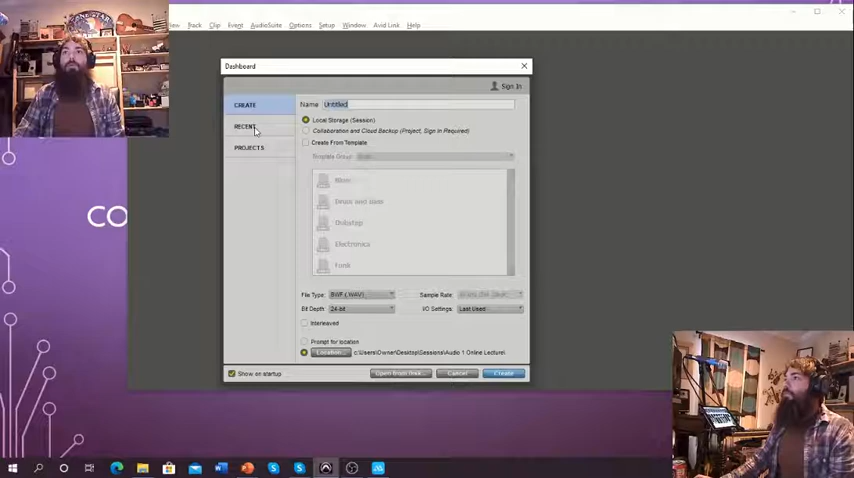 Track Clip Event AudioSuite Options Setup Window Avid Link Help
Dashboard
Sign In
CREATE
Name Untitled
Local Storage (Session)
RECENT
Collaboration and Cloud Backup (Project, Sign In Required)
Create From Template
PROJECTS
Template Group:
Drum and Bass
CO
Dubstep
Electronica
Funk
File Type: BWF (.WAV)
Sample Rate:
Bit Depth: 24-bit
I/O Settings: Last Used
Interleaved
Prompt for location
Location... c:\Users\Owner\Desktop\Sessions\Audio 1 Online Lecture\
Show on startup
Open from Disk...
Cancel
Create